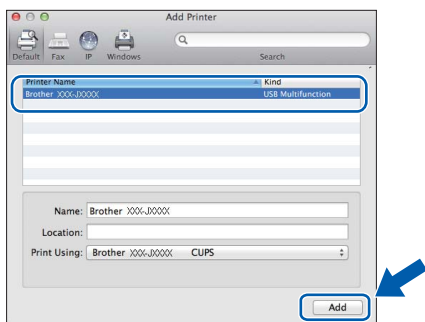 Add Printer
Default Fax IP Windows Search
Printer Name Kind
Brother XXX-JXXXX USB Multifunction
Name: Brother XXX-JXXXX
Location:
Print Using: Brother XXX-JXXXX CUPS
Add